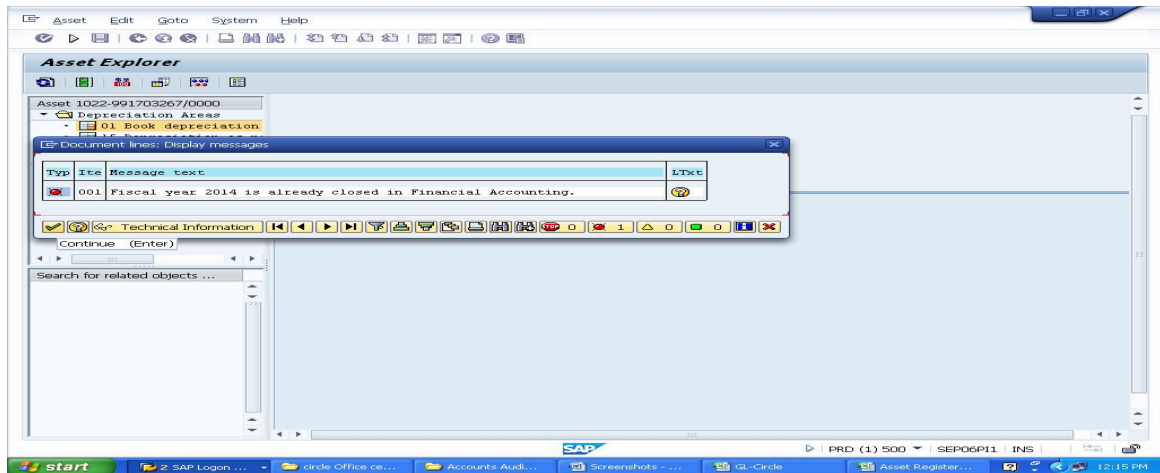 Asset Edit Goto System Help
Asset Explorer
Asset 1022-991703267/0000
Depreciation Areas
01 Book depreciation
Document lines: Display messages
Typ Ite Message text LTxt
001 Fiscal year 2014 is already closed in Financial Accounting.
Technical Information STOP 0 1 0 0
Continue (Enter)
Search for related objects ...
SAP PRD (1) 500 SEP06PI1 INS
start 2 SAP Logon ... circle Office ce... Accounts Audi... Screenshots - ... GL-Circle Asset Register... 12:15 PM